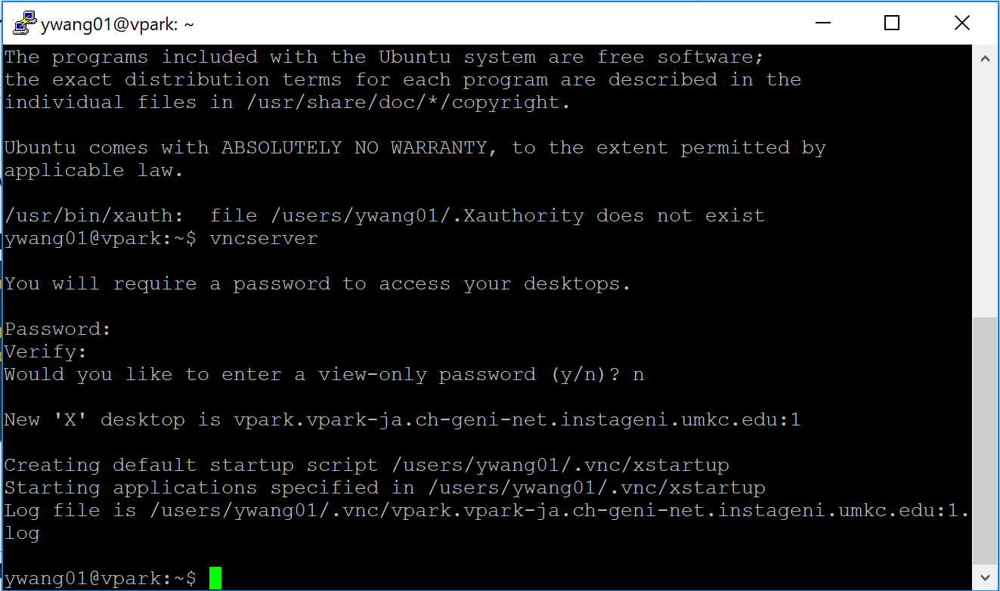 ywang01@vpark: ~
The programs included with the Ubuntu system are free software;
the exact distribution terms for each program are described in the
individual files in /usr/share/doc/*/copyright.
Ubuntu comes with ABSOLUTELY NO WARRANTY, to the extent permitted by
applicable law.
/usr/bin/xauth:  file /users/ywang01/.Xauthority does not exist
ywang01@vpark:~$ vncserver
You will require a password to access your desktops.
Password:
Verify:
Would you like to enter a view-only password (y/n)? n
New 'X' desktop is vpark.vpark-ja.ch-geni-net.instageni.umkc.edu:1
Creating default startup script /users/ywang01/.vnc/xstartup
Starting applications specified in /users/ywang01/.vnc/xstartup
Log file is /users/ywang01/.vnc/vpark.vpark-ja.ch-geni-net.instageni.umkc.edu:1.
log
ywang01@vpark:~$